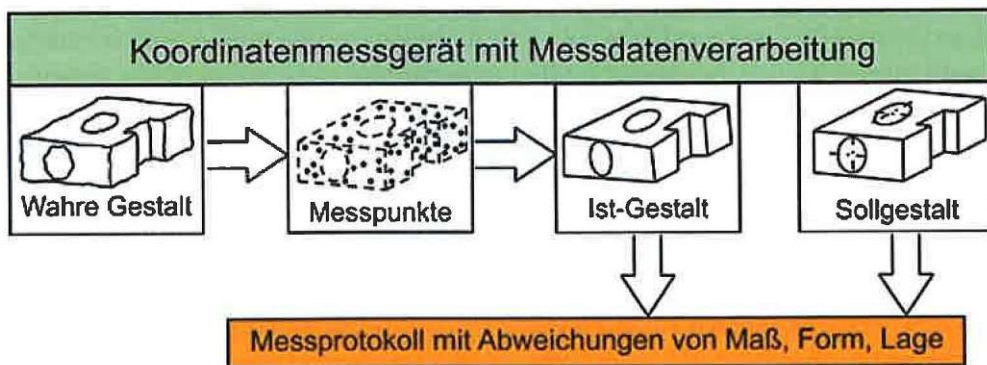 Koordinatenmessgerät mit Messdatenverarbeitung
Wahre Gestalt
Messpunkte
Ist-Gestalt
Sollgestalt
Messprotokoll mit Abweichungen von Maß, Form, Lage